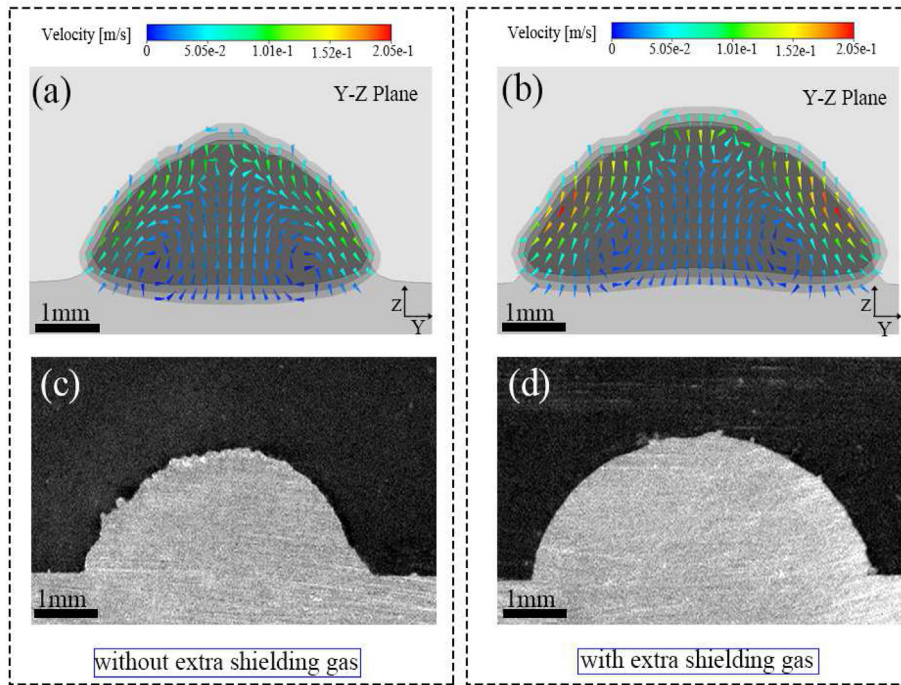 Velocity [m/s]
0 5.05e-2 1.01e-1 1.52e-1 2.05e-1
(a)
Y-Z Plane
Z
Y
1mm
Velocity [m/s]
0 5.05e-2 1.01e-1 1.52e-1 2.05e-1
(b)
Y-Z Plane
Z
Y
1mm
(c)
1mm
(d)
1mm
without extra shielding gas
with extra shielding gas